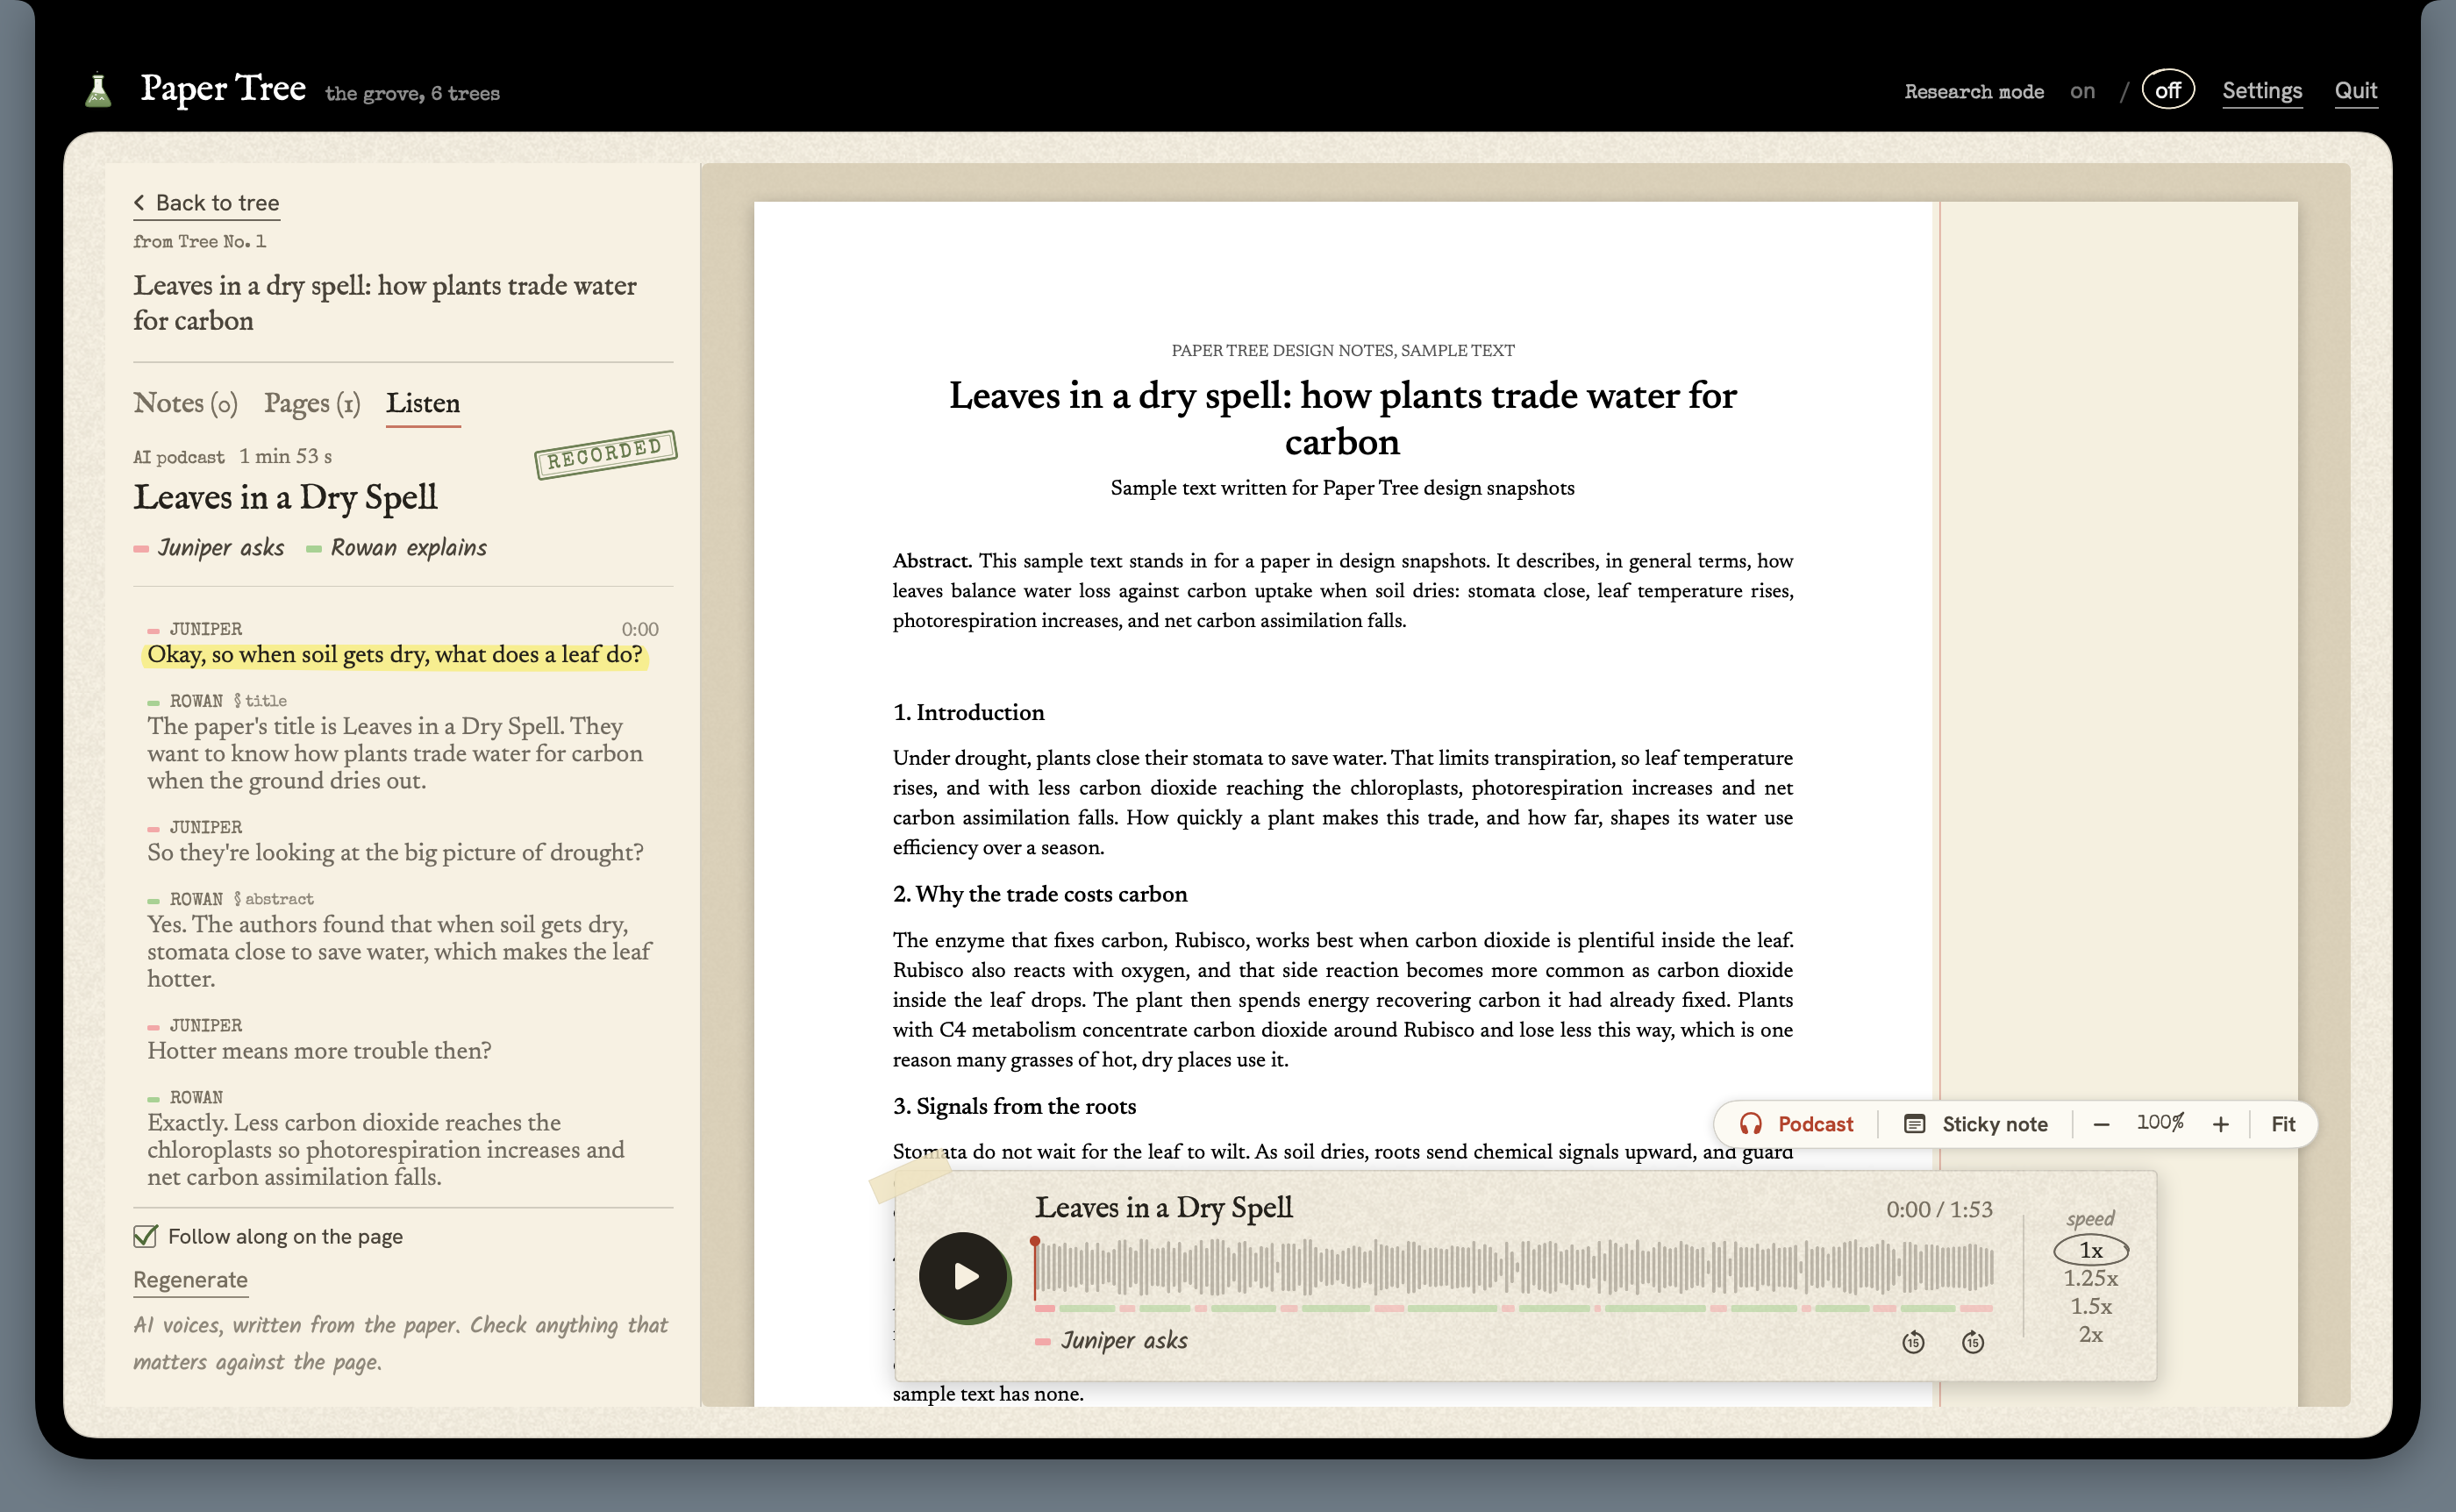 Paper Tree the grove, 6 trees
Research mode on / off Settings Quit
Back to tree
from Tree No. 1
Leaves in a dry spell: how plants trade water
for carbon
Notes (0) Pages (1) Listen
AI podcast 1 min 53 s
RECORDED
Leaves in a Dry Spell
Juniper asks Rowan explains
JUNIPER 0:00
Okay, so when soil gets dry, what does a leaf do?
ROWAN § title
The paper's title is Leaves in a Dry Spell. They
want to know how plants trade water for carbon
when the ground dries out.
JUNIPER
So they're looking at the big picture of drought?
ROWAN § abstract
Yes. The authors found that when soil gets dry,
stomata close to save water, which makes the leaf
hotter.
JUNIPER
Hotter means more trouble then?
ROWAN
Exactly. Less carbon dioxide reaches the
chloroplasts so photorespiration increases and
net carbon assimilation falls.
Follow along on the page
Regenerate
AI voices, written from the paper. Check anything that
matters against the page.
PAPER TREE DESIGN NOTES, SAMPLE TEXT
Leaves in a dry spell: how plants trade water for
carbon
Sample text written for Paper Tree design snapshots
Abstract. This sample text stands in for a paper in design snapshots. It describes, in general terms, how
leaves balance water loss against carbon uptake when soil dries: stomata close, leaf temperature rises,
photorespiration increases, and net carbon assimilation falls.
1. Introduction
Under drought, plants close their stomata to save water. That limits transpiration, so leaf temperature
rises, and with less carbon dioxide reaching the chloroplasts, photorespiration increases and net
carbon assimilation falls. How quickly a plant makes this trade, and how far, shapes its water use
efficiency over a season.
2. Why the trade costs carbon
The enzyme that fixes carbon, Rubisco, works best when carbon dioxide is plentiful inside the leaf.
Rubisco also reacts with oxygen, and that side reaction becomes more common as carbon dioxide
inside the leaf drops. The plant then spends energy recovering carbon it had already fixed. Plants
with C4 metabolism concentrate carbon dioxide around Rubisco and lose less this way, which is one
reason many grasses of hot, dry places use it.
3. Signals from the roots
Stomata do not wait for the leaf to wilt. As soil dries, roots send chemical signals upward, and guard
sample text has none.
Podcast Sticky note − 100% + Fit
Leaves in a Dry Spell 0:00 / 1:53
Juniper asks
15 15
speed
1x
1.25x
1.5x
2x